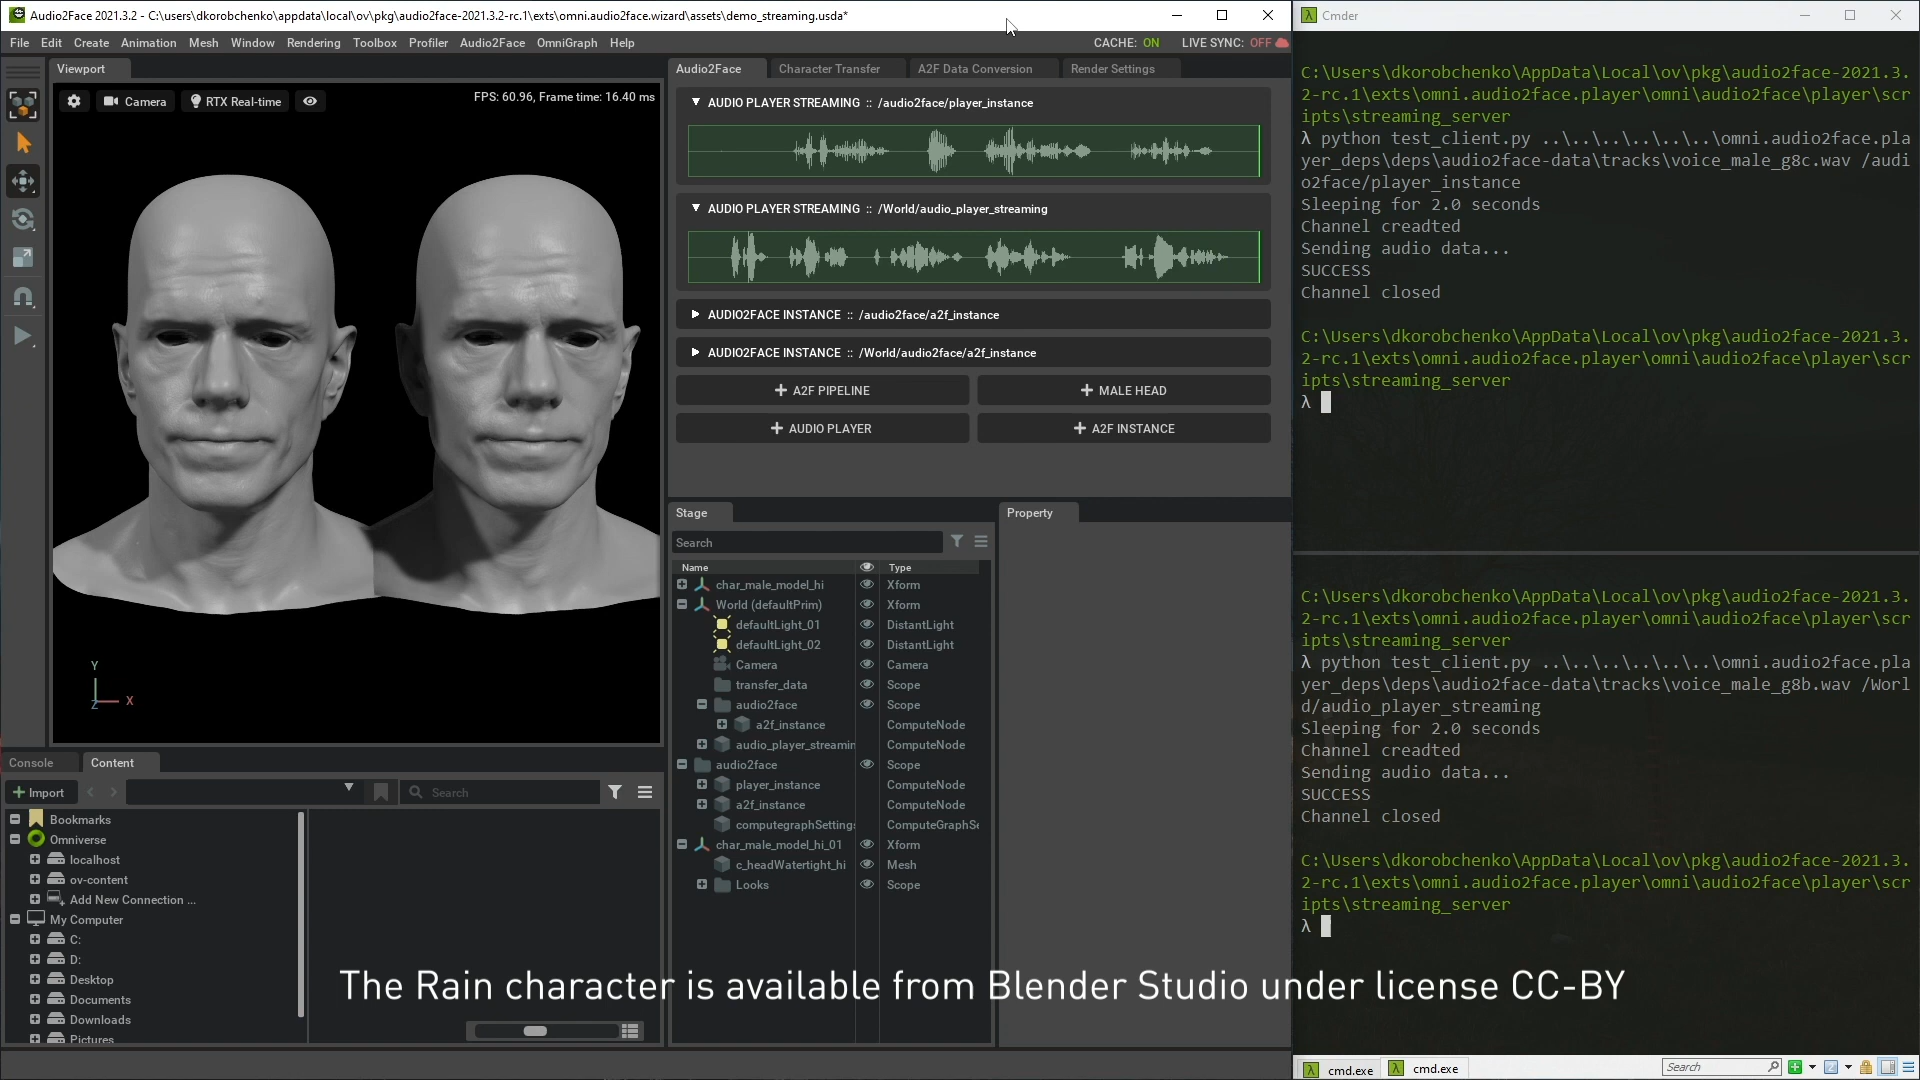 Audio2Face 2021.3.2 - C:\users\dkorobchenko\appdata\local\ov\pkg\audio2face-2021.3.2-rc.1\exts\omni.audio2face.wizard\assets\demo_streaming.usda*
File Edit Create Animation Mesh Window Rendering Toolbox Profiler Audio2Face OmniGraph Help
CACHE: ON LIVE SYNC: OFF
Viewport
Camera RTX Real-time
FPS: 60.96, Frame time: 16.40 ms
Y
X
Z
Audio2Face Character Transfer A2F Data Conversion Render Settings
AUDIO PLAYER STREAMING :: /audio2face/player_instance
AUDIO PLAYER STREAMING :: /World/audio_player_streaming
AUDIO2FACE INSTANCE :: /audio2face/a2f_instance
AUDIO2FACE INSTANCE :: /World/audio2face/a2f_instance
+ A2F PIPELINE + MALE HEAD
+ AUDIO PLAYER + A2F INSTANCE
Stage
Search
Name Type
char_male_model_hi Xform
World (defaultPrim) Xform
defaultLight_01 DistantLight
defaultLight_02 DistantLight
Camera Camera
transfer_data Scope
audio2face Scope
a2f_instance ComputeNode
audio_player_streamin ComputeNode
audio2face Scope
player_instance ComputeNode
a2f_instance ComputeNode
computegraphSettings ComputeGraphSe
char_male_model_hi_01 Xform
c_headWatertight_hi Mesh
Looks Scope
Property
Console Content
+ Import
Search
Bookmarks
Omniverse
localhost
ov-content
Add New Connection ...
My Computer
C:
D:
Desktop
Documents
Downloads
Pictures
Cmder
C:\Users\dkorobchenko\AppData\Local\ov\pkg\audio2face-2021.3.
2-rc.1\exts\omni.audio2face.player\omni\audio2face\player\scr
ipts\streaming_server
λ python test_client.py ..\..\..\..\..\omni.audio2face.pla
yer_deps\deps\audio2face-data\tracks\voice_male_g8c.wav /audi
o2face/player_instance
Sleeping for 2.0 seconds
Channel creadted
Sending audio data...
SUCCESS
Channel closed
C:\Users\dkorobchenko\AppData\Local\ov\pkg\audio2face-2021.3.
2-rc.1\exts\omni.audio2face.player\omni\audio2face\player\scr
ipts\streaming_server
λ
C:\Users\dkorobchenko\AppData\Local\ov\pkg\audio2face-2021.3.
2-rc.1\exts\omni.audio2face.player\omni\audio2face\player\scr
ipts\streaming_server
λ python test_client.py ..\..\..\..\..\omni.audio2face.pla
yer_deps\deps\audio2face-data\tracks\voice_male_g8b.wav /Worl
d/audio_player_streaming
Sleeping for 2.0 seconds
Channel creadted
Sending audio data...
SUCCESS
Channel closed
C:\Users\dkorobchenko\AppData\Local\ov\pkg\audio2face-2021.3.
2-rc.1\exts\omni.audio2face.player\omni\audio2face\player\scr
ipts\streaming_server
λ
The Rain character is available from Blender Studio under license CC-BY
cmd.exe cmd.exe
Search